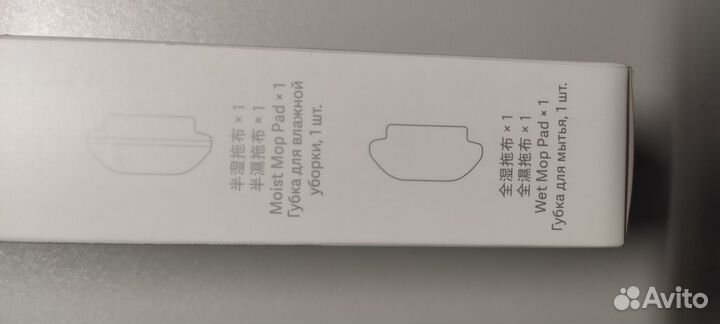 半湿拖布 × 1
半濕拖布 × 1
Moist Mop Pad × 1
Губка для влажной
уборки, 1 шт.
全湿拖布 × 1
全濕拖布 × 1
Wet Mop Pad × 1
Губка для мытья, 1 шт.
Avito